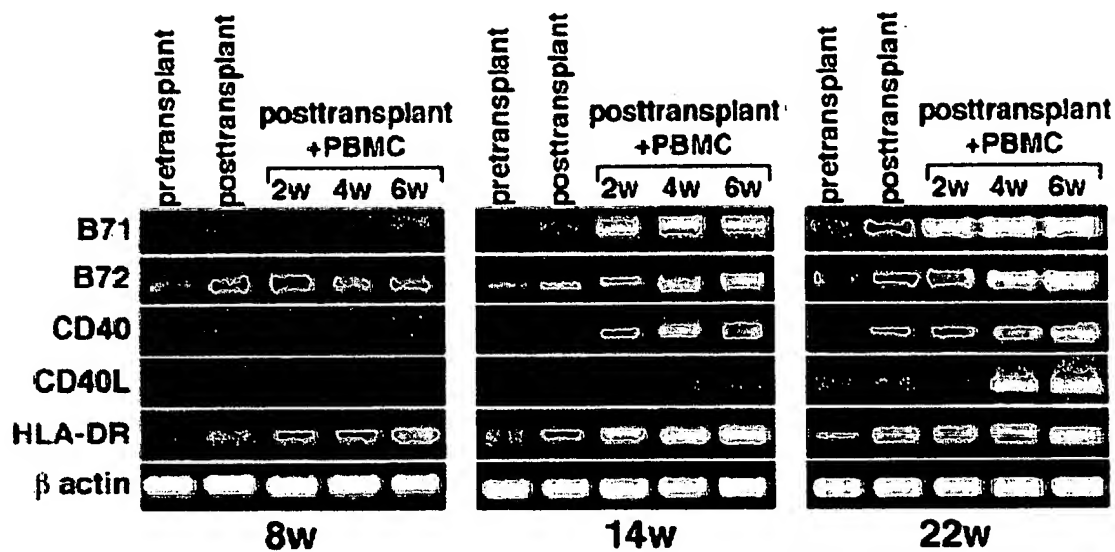 pretransplant posttransplant posttransplant +PBMC 2w 4w 6w
pretransplant posttransplant posttransplant +PBMC 2w 4w 6w
pretransplant posttransplant posttransplant +PBMC 2w 4w 6w
B71
B72
CD40
CD40L
HLA-DR
β actin
8w 14w 22w